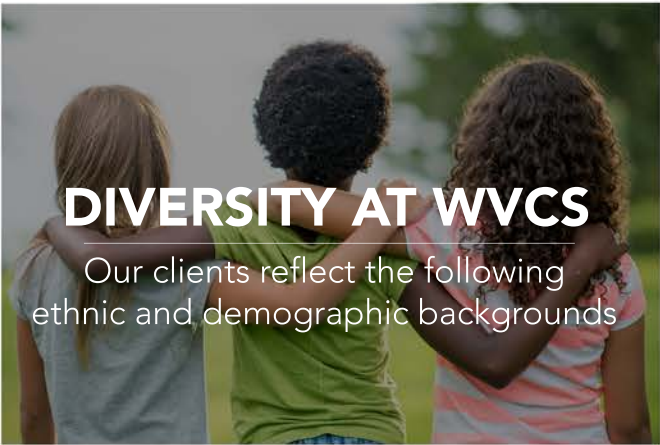 DIVERSITY AT WVCS
Our clients reflect the following
ethnic and demographic backgrounds